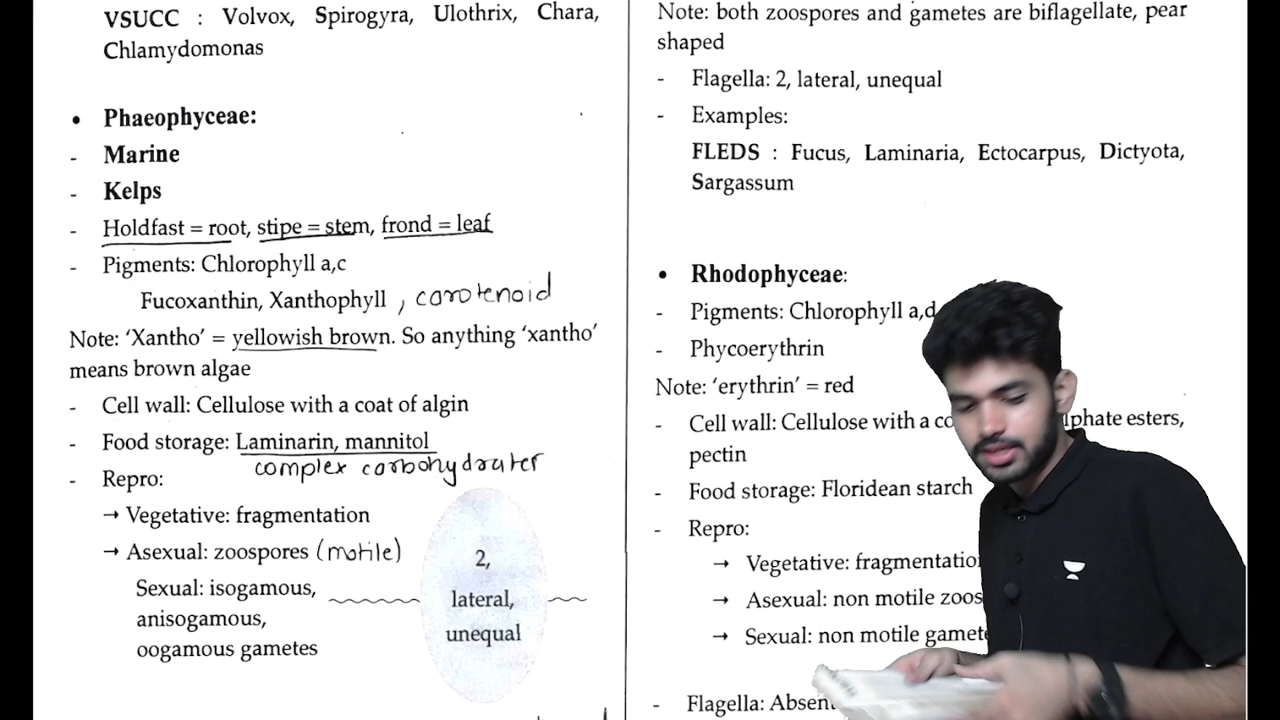 VSUCC : Volvox, Spirogyra, Ulothrix, Chara,
Chlamydomonas
• Phaeophyceae:
- Marine
- Kelps
- Holdfast = root, stipe = stem, frond = leaf
- Pigments: Chlorophyll a,c
Fucoxanthin, Xanthophyll , carotenoid
Note: 'Xantho' = yellowish brown. So anything 'xantho'
means brown algae
- Cell wall: Cellulose with a coat of algin
- Food storage: Laminarin, mannitol
complex carbohydrates
- Repro:
→ Vegetative: fragmentation
→ Asexual: zoospores (motile)
Sexual: isogamous,
anisogamous,
oogamous gametes
2,
lateral,
unequal
Note: both zoospores and gametes are biflagellate, pear
shaped
- Flagella: 2, lateral, unequal
- Examples:
FLEDS : Fucus, Laminaria, Ectocarpus, Dictyota,
Sargassum
• Rhodophyceae:
- Pigments: Chlorophyll a,d
- Phycoerythrin
Note: 'erythrin' = red
- Cell wall: Cellulose with a co lphate esters,
pectin
- Food storage: Floridean starch
- Repro:
→ Vegetative: fragmentatio
→ Asexual: non motile zoos
→ Sexual: non motile gamet
- Flagella: Absent